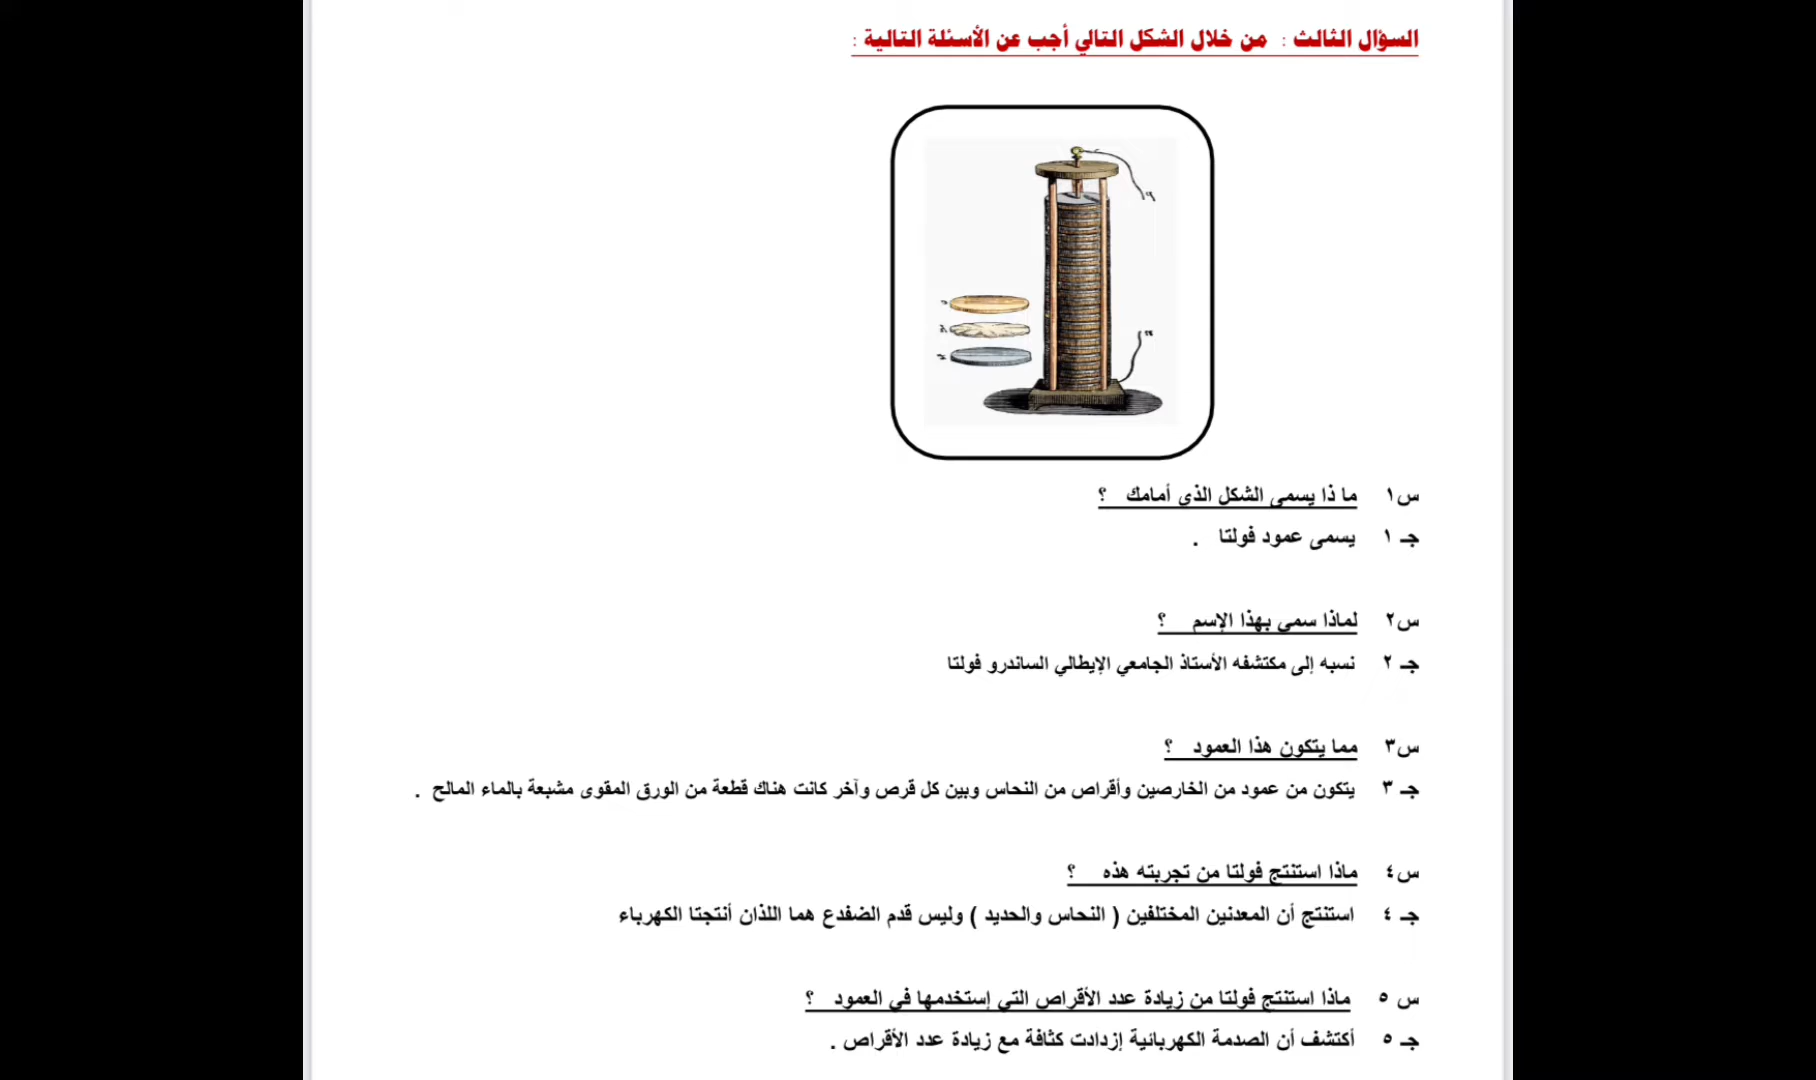 السؤال الثالث : من خلال الشكل التالي أجب عن الأسئلة التالية :
س١ ما ذا يسمى الشكل الذي أمامك ؟
جـ ١ يسمى عمود فولتا .
س٢ لماذا سمي بهذا الإسم ؟
جـ ٢ نسبه إلى مكتشفه الأستاذ الجامعي الإيطالي الساندرو فولتا
س٣ مما يتكون هذا العمود ؟
جـ ٣ يتكون من عمود من الخارصين وأقراص من النحاس وبين كل قرص وآخر كانت هناك قطعة من الورق المقوى مشبعة بالماء المالح .
س٤ ماذا استنتج فولتا من تجربته هذه ؟
جـ ٤ استنتج أن المعدنين المختلفين ( النحاس والحديد ) وليس قدم الضفدع هما اللذان أنتجتا الكهرباء
س ٥ ماذا استنتج فولتا من زيادة عدد الأقراص التي إستخدمها في العمود ؟
جـ ٥ أكتشف أن الصدمة الكهربائية إزدادت كثافة مع زيادة عدد الأقراص .